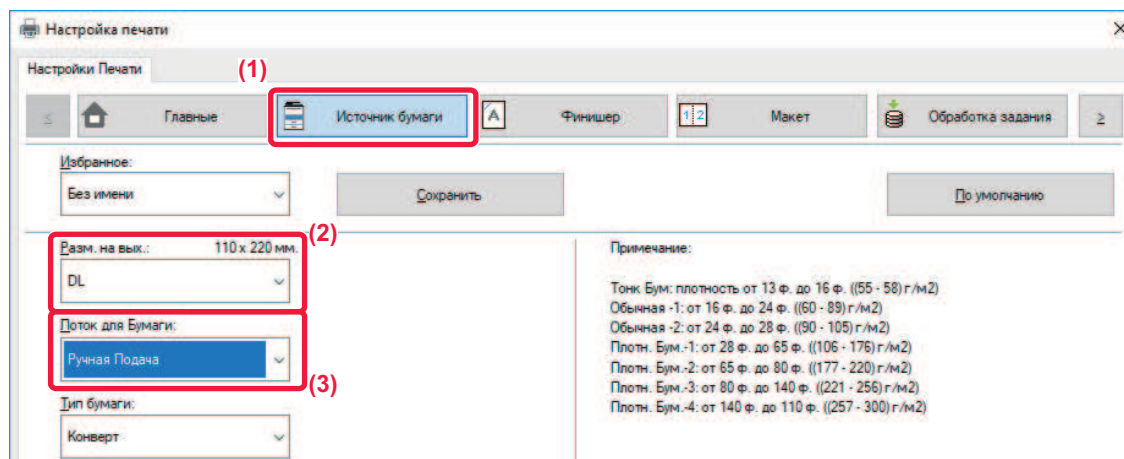 Настройка печати
Настройки Печати
(1)
Главные
Источник бумаги
Финишер
Макет
Обработка задания
Избранное:
Без имени
Сохранить
По умолчанию
Разм. на вых.: 110 x 220 мм.
(2)
DL
Поток для Бумаги:
Ручная Подача
(3)
Тип бумаги:
Конверт
Примечание:
Тонк Бум: плотность от 13 ф. до 16 ф. ((55 - 58) г/м2)
Обычная -1: от 16 ф. до 24 ф. ((60 - 89) г/м2)
Обычная -2: от 24 ф. до 28 ф. ((90 - 105) г/м2)
Плотн. Бум.-1: от 28 ф. до 65 ф. ((106 - 176) г/м2)
Плотн. Бум.-2: от 65 ф. до 80 ф. ((177 - 220) г/м2)
Плотн. Бум.-3: от 80 ф. до 140 ф. ((221 - 256) г/м2)
Плотн. Бум.-4: от 140 ф. до 110 ф. ((257 - 300) г/м2)